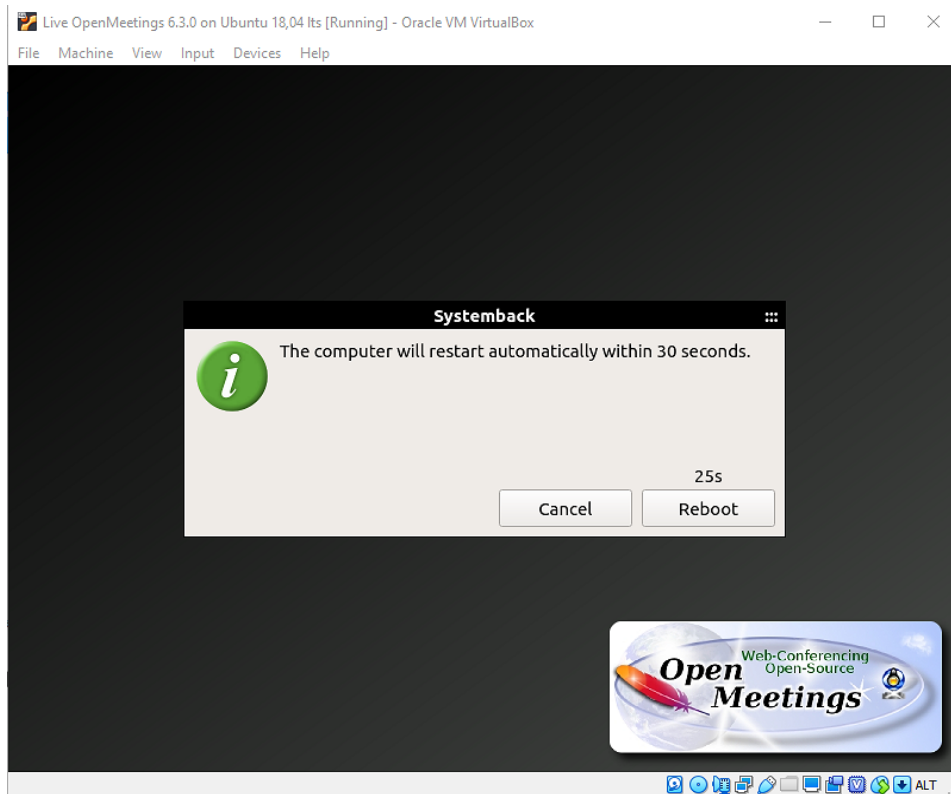 Live OpenMeetings 6.3.0 on Ubuntu 18,04 lts [Running] - Oracle VM VirtualBox
File Machine View Input Devices Help
Systemback
The computer will restart automatically within 30 seconds.
25s
Cancel Reboot
Web-Conferencing
Open-Source
Open
Meetings
ALT